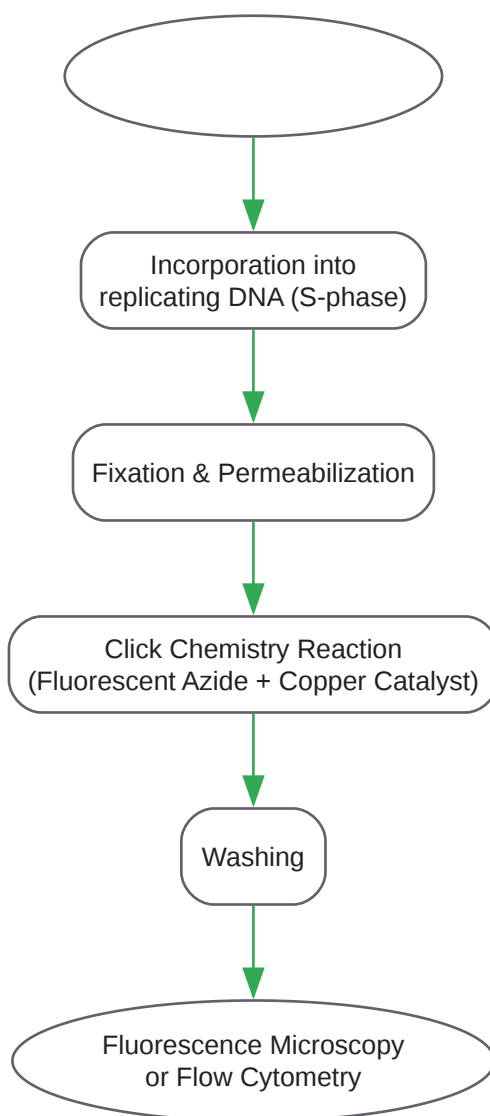 Incorporation into
replicating DNA (S-phase)
Fixation & Permeabilization
Click Chemistry Reaction
(Fluorescent Azide + Copper Catalyst)
Washing
Fluorescence Microscopy
or Flow Cytometry